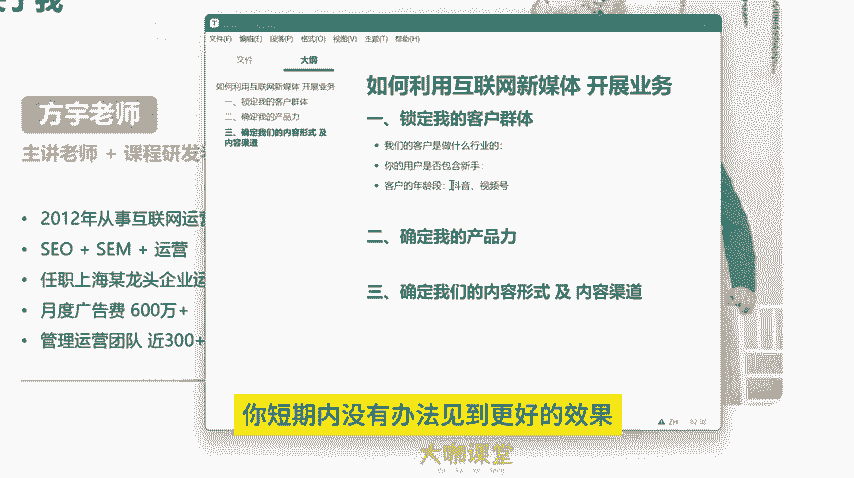 方宇老师
主讲老师 + 课程研发
• 2012年从事互联网运营
• SEO + SEM + 运营
• 任职上海某龙头企业运
• 月度广告费 600万+
• 管理运营团队 近300+
文件(F) 编辑(E) 段落(P) 格式(O) 视图(V) 主题(T) 帮助(H)
文件 大纲
如何利用互联网新媒体 开展业务
一、锁定我的客户群体
二、确定我的产品力
三、确定我们的内容形式 及
内容渠道
如何利用互联网新媒体 开展业务
一、锁定我的客户群体
• 我们的客户是做什么行业的:
• 你的用户是否包含新手:
• 客户的年龄段: 抖音、视频号
二、确定我的产品力
三、确定我们的内容形式 及 内容渠道
你短期内没有办法见到更好的效果
大咖课堂